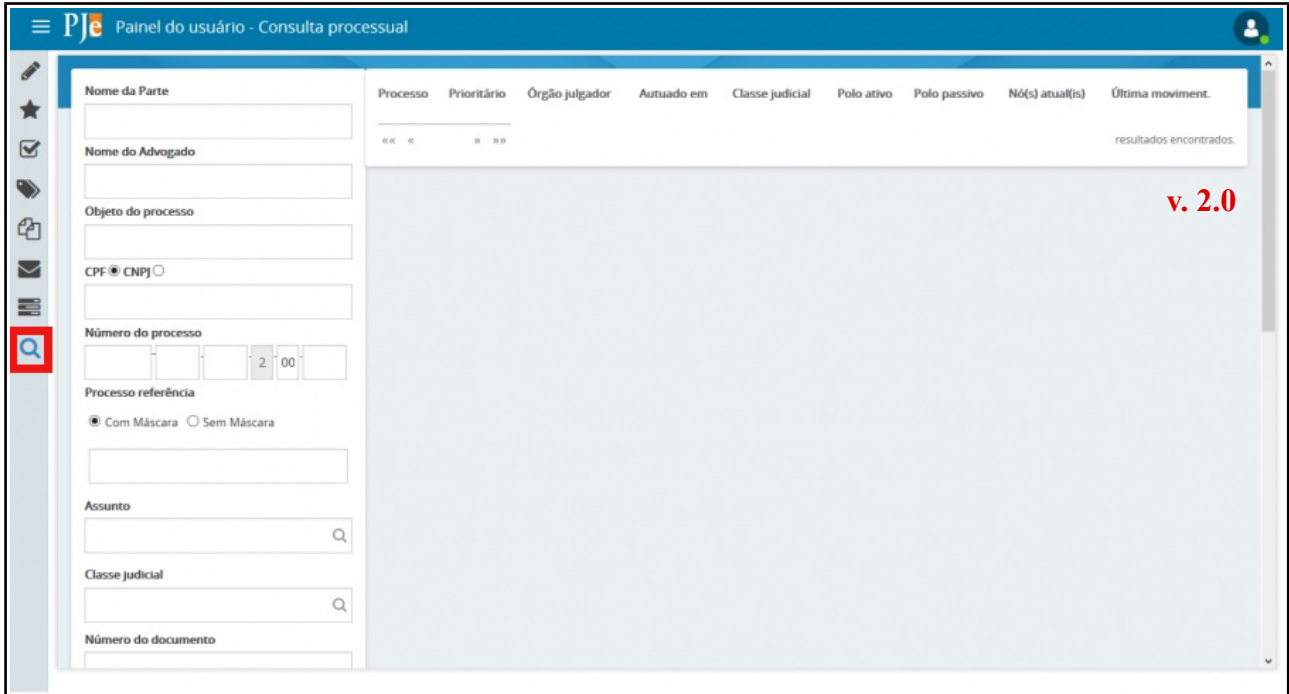 PJe Painel do usuário - Consulta processual
Nome da Parte
Nome do Advogado
Objeto do processo
CPF CNPJ
Número do processo
- - - 2 - 00 -
Processo referência
Com Máscara Sem Máscara
Assunto
Classe judicial
Número do documento
Processo Prioritário Órgão julgador Autuado em Classe judicial Polo ativo Polo passivo Nó(s) atual(is) Última moviment.
«« « » »» resultados encontrados.
v. 2.0